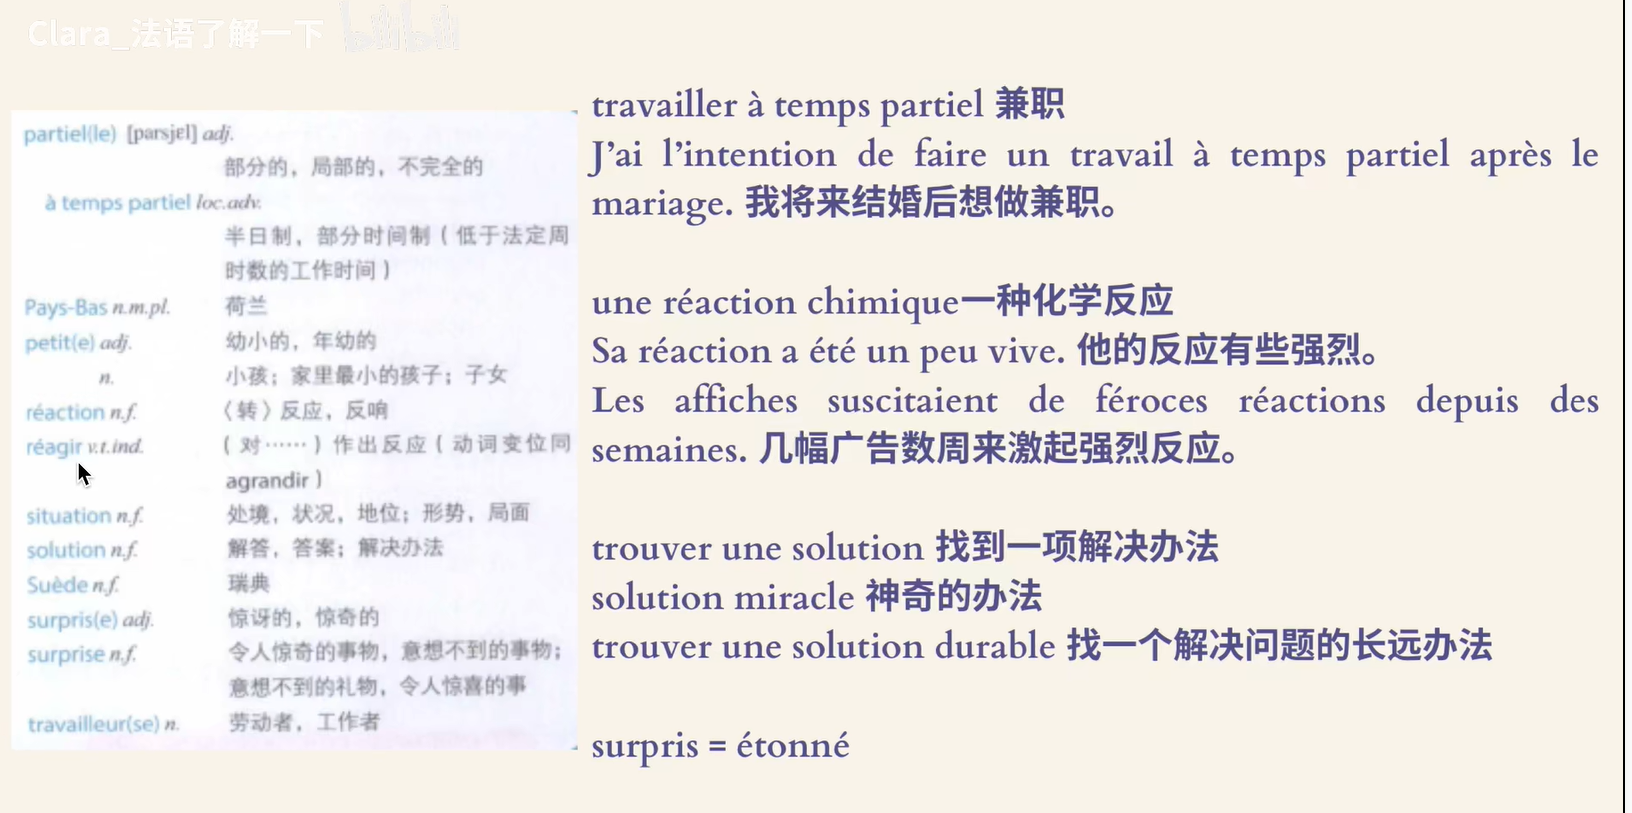 Clara_法语了解一下 bilibili
partiel(le) [parsjɛl] adj.
部分的，局部的，不完全的
à temps partiel loc.adv.
半日制，部分时间制（低于法定周
时数的工作时间）
Pays-Bas n.m.pl. 荷兰
petit(e) adj. 幼小的，年幼的
n. 小孩；家里最小的孩子；子女
réaction n.f. 〈转〉反应，反响
réagir v.t.ind. （对……）作出反应（动词变位同
agrandir）
situation n.f. 处境，状况，地位；形势，局面
solution n.f. 解答，答案；解决办法
Suède n.f. 瑞典
surpris(e) adj. 惊讶的，惊奇的
surprise n.f. 令人惊奇的事物，意想不到的事物；
意想不到的礼物，令人惊喜的事
travailleur(se) n. 劳动者，工作者
travailler à temps partiel 兼职
J’ai l’intention de faire un travail à temps partiel après le
mariage. 我将来结婚后想做兼职。
une réaction chimique一种化学反应
Sa réaction a été un peu vive. 他的反应有些强烈。
Les affiches suscitaient de féroces réactions depuis des
semaines. 几幅广告数周来激起强烈反应。
trouver une solution 找到一项解决办法
solution miracle 神奇的办法
trouver une solution durable 找一个解决问题的长远办法
surpris = étonné